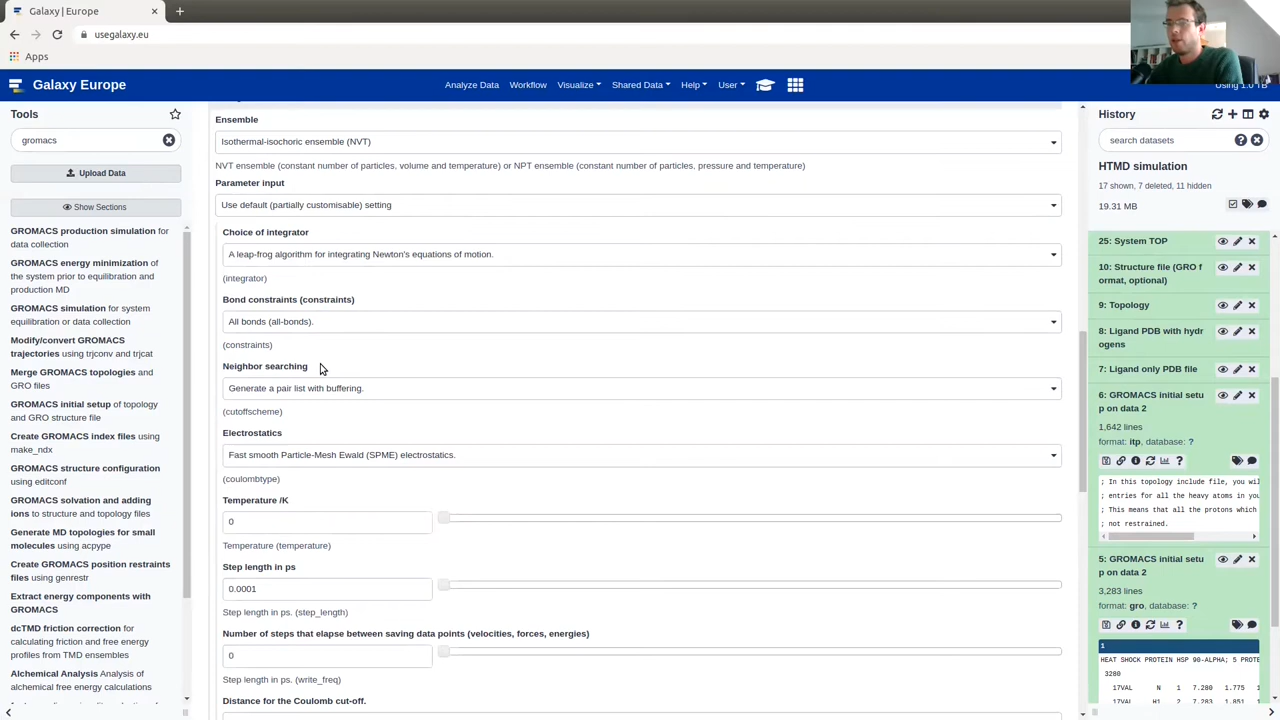 Galaxy | Europe
usegalaxy.eu
Apps
Galaxy Europe
Analyze Data Workflow Visualize Shared Data Help User
Using 1.0 TB
Tools
gromacs
Upload Data
Show Sections
GROMACS production simulation for
data collection
GROMACS energy minimization of
the system prior to equilibration and
production MD
GROMACS simulation for system
equilibration or data collection
Modify/convert GROMACS
trajectories using trjconv and trjcat
Merge GROMACS topologies and
GRO files
GROMACS initial setup of topology
and GRO structure file
Create GROMACS index files using
make_ndx
GROMACS structure configuration
using editconf
GROMACS solvation and adding
ions to structure and topology files
Generate MD topologies for small
molecules using acpype
Create GROMACS position restraints
files using genrestr
Extract energy components with
GROMACS
dcTMD friction correction for
calculating friction and free energy
profiles from TMD ensembles
Alchemical Analysis Analysis of
alchemical free energy calculations
Ensemble
Isothermal-isochoric ensemble (NVT)
NVT ensemble (constant number of particles, volume and temperature) or NPT ensemble (constant number of particles, pressure and temperature)
Parameter input
Use default (partially customisable) setting
Choice of integrator
A leap-frog algorithm for integrating Newton's equations of motion.
(integrator)
Bond constraints (constraints)
All bonds (all-bonds).
(constraints)
Neighbor searching
Generate a pair list with buffering.
(cutoffscheme)
Electrostatics
Fast smooth Particle-Mesh Ewald (SPME) electrostatics.
(coulombtype)
Temperature /K
0
Temperature (temperature)
Step length in ps
0.0001
Step length in ps. (step_length)
Number of steps that elapse between saving data points (velocities, forces, energies)
0
Step length in ps. (write_freq)
Distance for the Coulomb cut-off.
History
search datasets
HTMD simulation
17 shown, 7 deleted, 11 hidden
19.31 MB
25: System TOP
10: Structure file (GRO f
ormat, optional)
9: Topology
8: Ligand PDB with hydr
ogens
7: Ligand only PDB file
6: GROMACS initial setu
p on data 2
1,642 lines
format: itp, database: ?
; In this topology include file, you wil
; entries for all the heavy atoms in you
; This means that all the protons which
; not restrained.
5: GROMACS initial setu
p on data 2
3,283 lines
format: gro, database: ?
1
HEAT SHOCK PROTEIN HSP 90-ALPHA; 5 PROTE
3280
17VAL N 1 7.280 1.775 1
17VAL H1 2 7.283 1.851 1